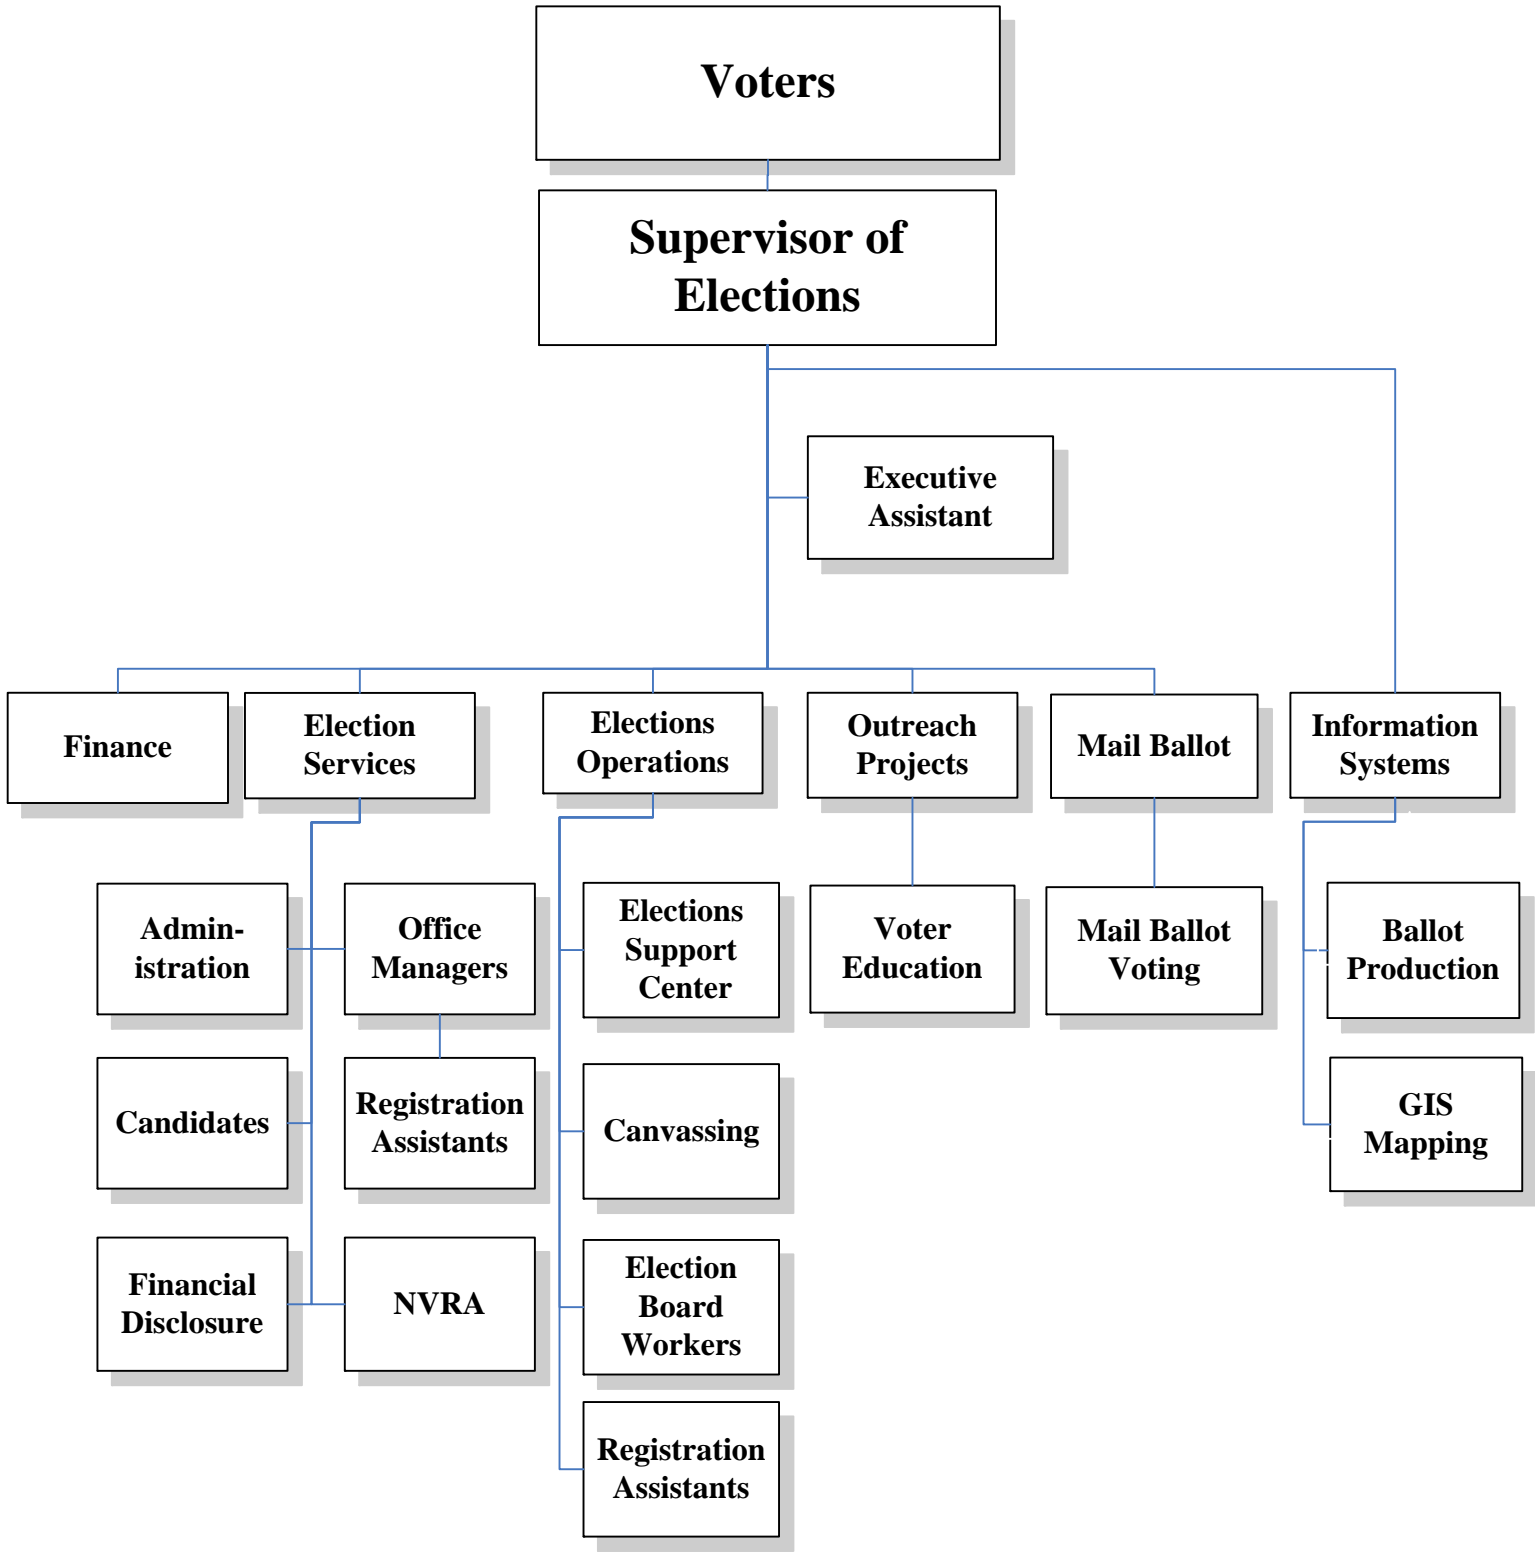 Voters
Supervisor of
Elections
Executive
Assistant
Finance
Election
Services
Elections
Operations
Outreach
Projects
Mail Ballot
Information
Systems
Admin-
istration
Office
Managers
Elections
Support
Center
Voter
Education
Mail Ballot
Voting
Ballot
Production
Candidates
Registration
Assistants
Canvassing
GIS
Mapping
Financial
Disclosure
NVRA
Election
Board
Workers
Registration
Assistants